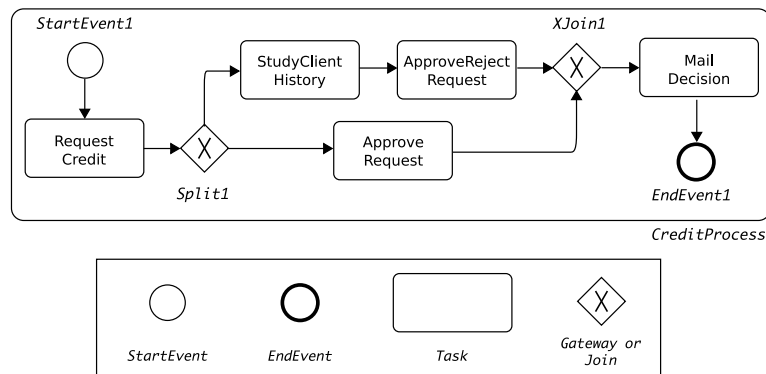 StartEvent1
XJoin1
StudyClient
History
ApproveReject
Request
X
Mail
Decision
Request
Credit
X
Approve
Request
Split1
EndEvent1
CreditProcess
X
StartEvent
EndEvent
Task
Gateway or
Join